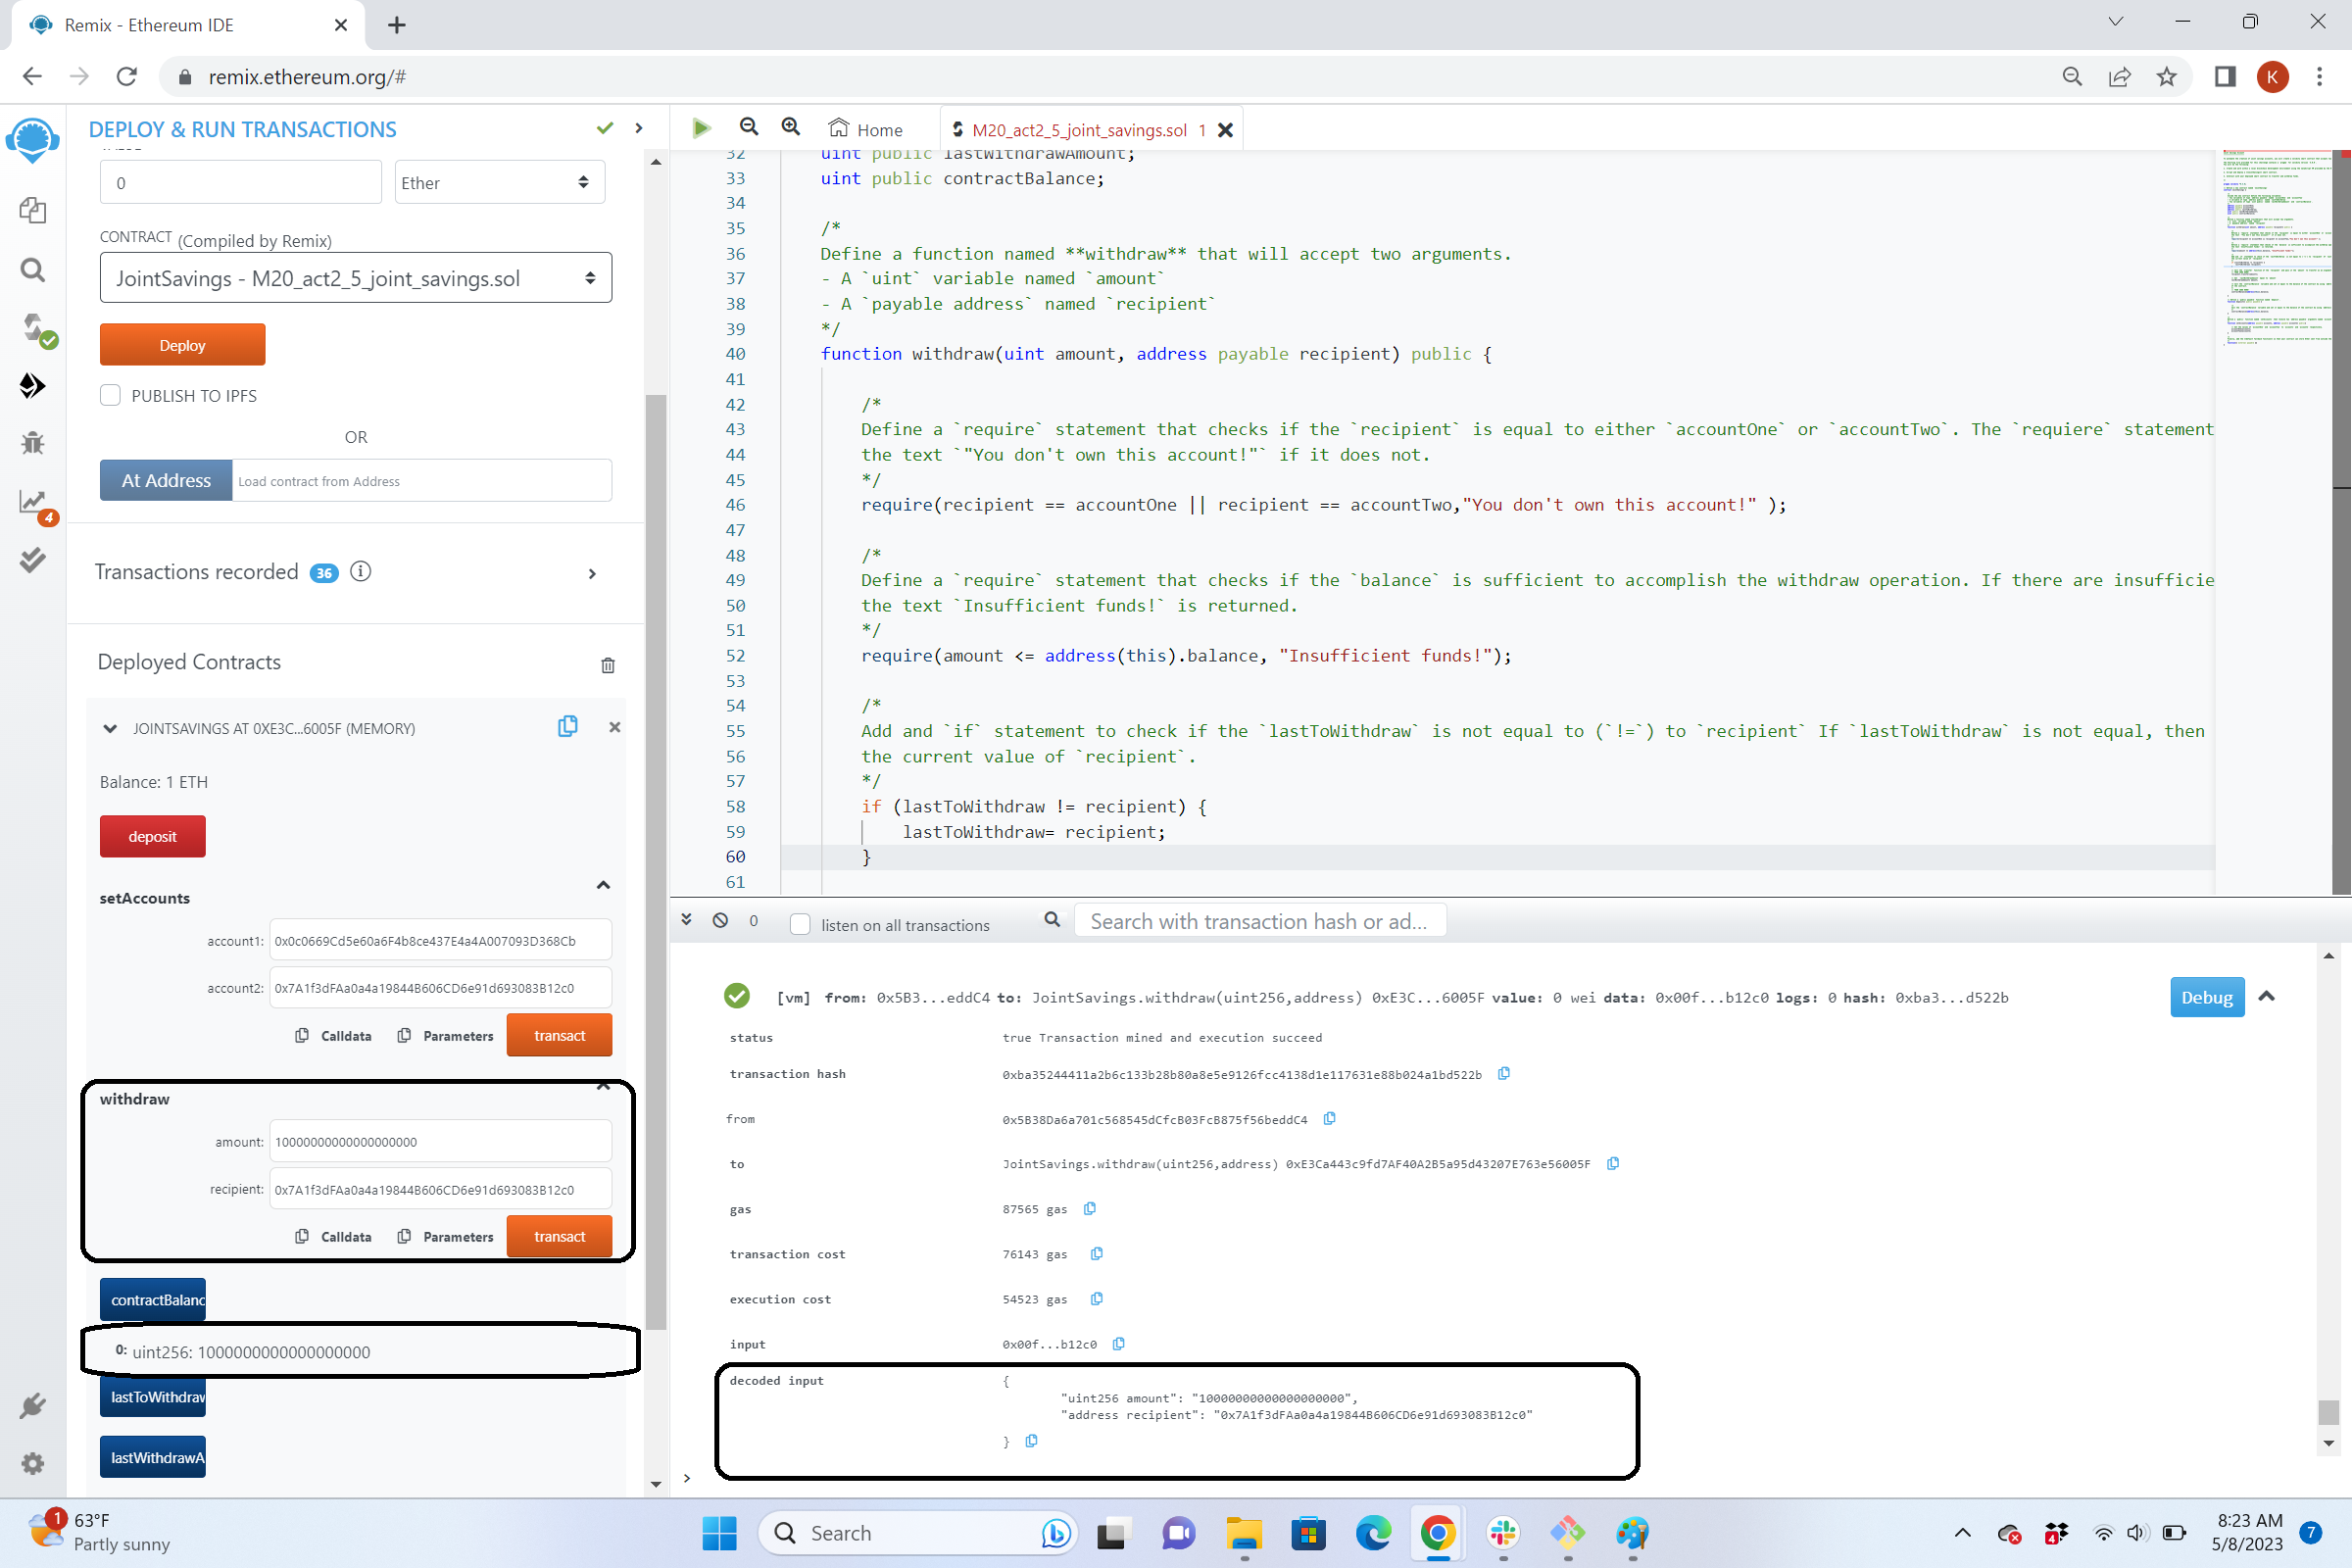 Remix - Ethereum IDE
remix.ethereum.org/#
K
DEPLOY & RUN TRANSACTIONS
VALUE
0
Ether
CONTRACT (Compiled by Remix)
JointSavings - M20_act2_5_joint_savings.sol
Deploy
PUBLISH TO IPFS
OR
At Address
Load contract from Address
4
Transactions recorded 36 i
Deployed Contracts
JOINTSAVINGS AT 0XE3C...6005F (MEMORY)
Balance: 1 ETH
deposit
setAccounts
account1: 0x0c0669Cd5e60a6F4b8ce437E4a4A007093D368Cb
account2: 0x7A1f3dFAa0a4a19844B606CD6e91d693083B12c0
Calldata Parameters transact
withdraw
amount: 10000000000000000000
recipient: 0x7A1f3dFAa0a4a19844B606CD6e91d693083B12c0
Calldata Parameters transact
contractBalanc
0: uint256: 1000000000000000000
lastToWithdraw
lastWithdrawA
Home
M20_act2_5_joint_savings.sol 1
32 uint public lastWithdrawAmount;
33 uint public contractBalance;
34
35 /*
36 Define a function named **withdraw** that will accept two arguments.
37 - A `uint` variable named `amount`
38 - A `payable address` named `recipient`
39 */
40 function withdraw(uint amount, address payable recipient) public {
41
42 /*
43 Define a `require` statement that checks if the `recipient` is equal to either `accountOne` or `accountTwo`. The `requiere` statement
44 the text `"You don't own this account!"` if it does not.
45 */
46 require(recipient == accountOne || recipient == accountTwo,"You don't own this account!" );
47
48 /*
49 Define a `require` statement that checks if the `balance` is sufficient to accomplish the withdraw operation. If there are insufficie
50 the text `Insufficient funds!` is returned.
51 */
52 require(amount <= address(this).balance, "Insufficient funds!");
53
54 /*
55 Add and `if` statement to check if the `lastToWithdraw` is not equal to (`!=`) to `recipient` If `lastToWithdraw` is not equal, then
56 the current value of `recipient`.
57 */
58 if (lastToWithdraw != recipient) {
59 lastToWithdraw= recipient;
60 }
61
0
listen on all transactions
Search with transaction hash or ad...
[vm] from: 0x5B3...eddC4 to: JointSavings.withdraw(uint256,address) 0xE3C...6005F value: 0 wei data: 0x00f...b12c0 logs: 0 hash: 0xba3...d522b
Debug
status true Transaction mined and execution succeed
transaction hash 0xba35244411a2b6c133b28b80a8e5e9126fcc4138d1e117631e88b024a1bd522b
from 0x5B38Da6a701c568545dCfcB03FcB875f56beddC4
to JointSavings.withdraw(uint256,address) 0xE3Ca443c9fd7AF40A2B5a95d43207E763e56005F
gas 87565 gas
transaction cost 76143 gas
execution cost 54523 gas
input 0x00f...b12c0
decoded input {
"uint256 amount": "10000000000000000000",
"address recipient": "0x7A1f3dFAa0a4a19844B606CD6e91d693083B12c0"
}
>
1
63°F
Partly sunny
Search
4
8:23 AM
5/8/2023
7